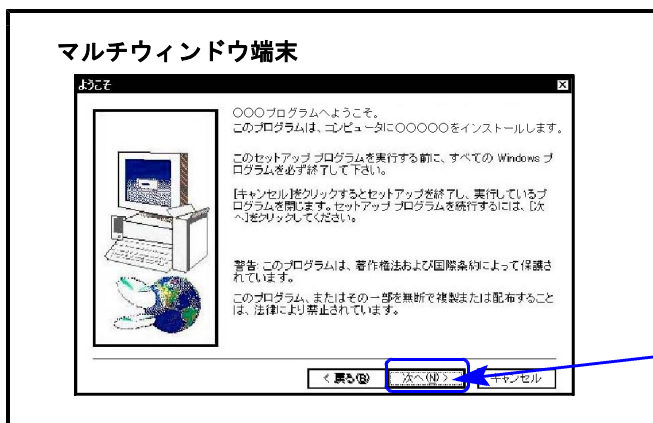 マルチウィンドウ端末
ようこそ
○○○プログラムへようこそ。
このプログラムは、コンピュータに○○○○○をインストールします。
このセットアップ プログラムを実行する前に、すべての Windows プ
ログラムを必ず終了して下さい。
[キャンセル]をクリックするとセットアップを終了し、実行しているプ
ログラムを閉じます。セットアップ プログラムを続行するには、[次
へ]をクリックしてください。
警告: このプログラムは、著作権法および国際条約によって保護さ
れています。
このプログラム、またはその一部を無断で複製または配布すること
は、法律により禁止されています。
< 戻る(B) 次へ(N) > キャンセル